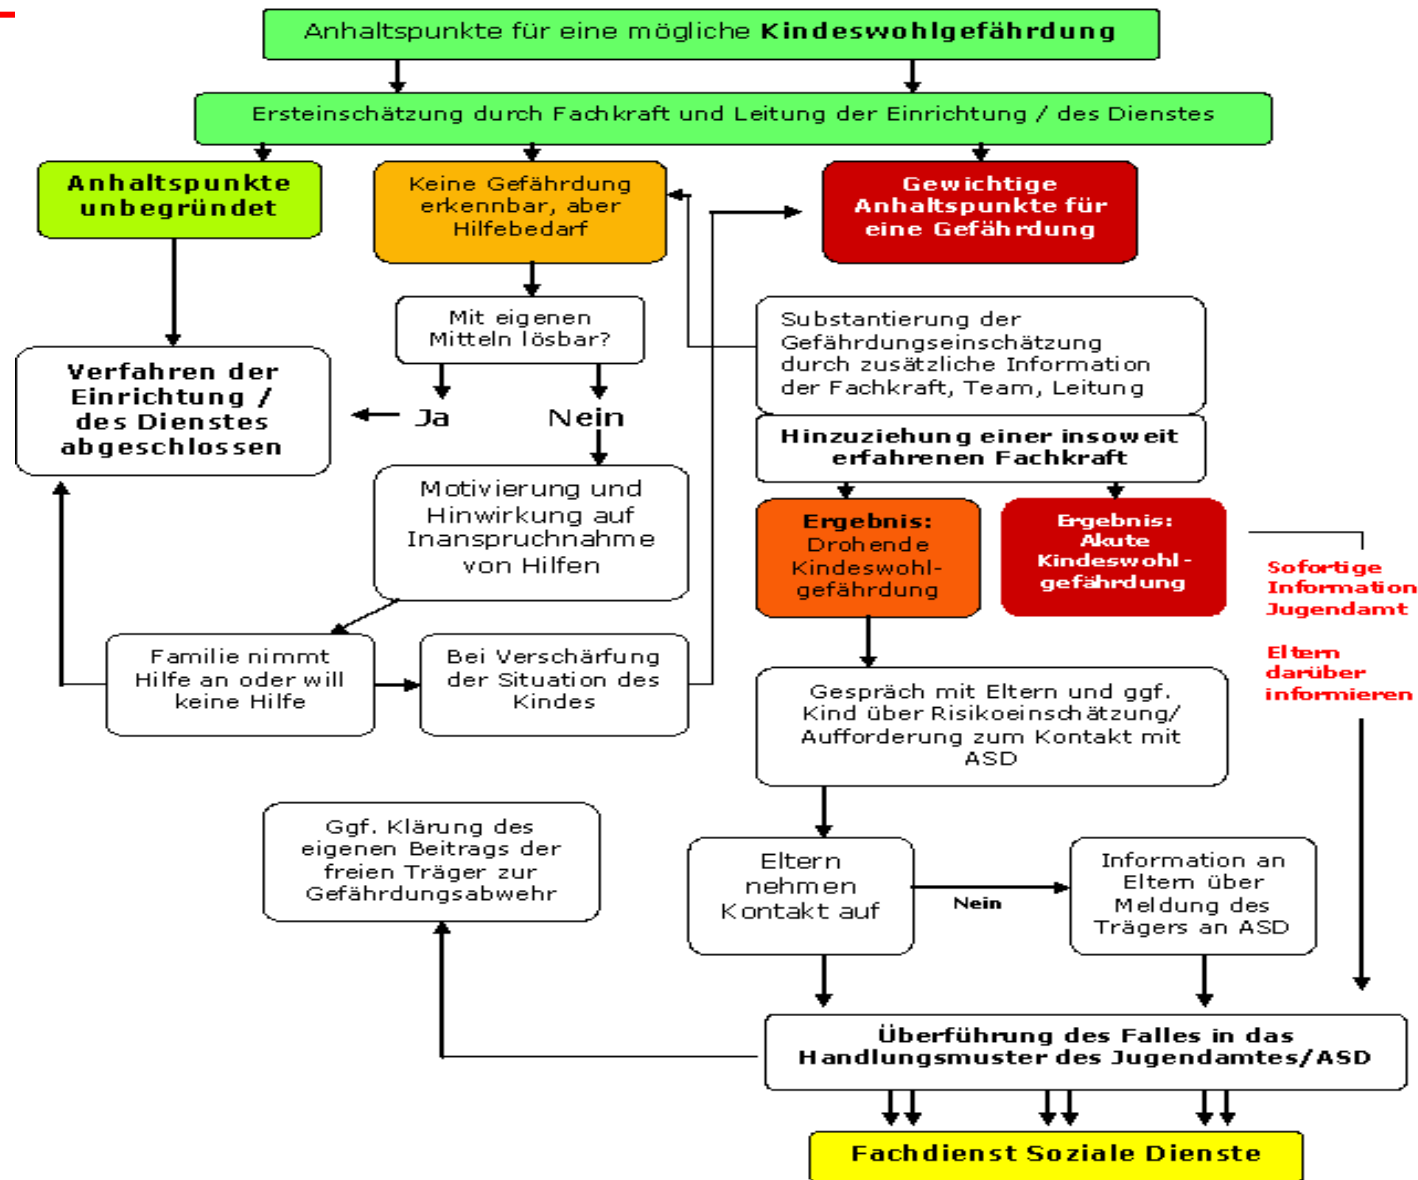 Anhaltspunkte für eine mögliche Kindeswohlgefährdung
Ersteinschätzung durch Fachkraft und Leitung der Einrichtung / des Dienstes
Anhaltspunkte
unbegründet
Keine Gefährdung
erkennbar, aber
Hilfebedarf
Gewichtige
Anhaltspunkte für
eine Gefährdung
Mit eigenen
Mitteln lösbar?
Substantierung der
Gefährdungseinschätzung
durch zusätzliche Information
der Fachkraft, Team, Leitung
Verfahren der
Einrichtung /
des Dienstes
abgeschlossen
Ja
Nein
Hinzuziehung einer insoweit
erfahrenen Fachkraft
Motivierung und
Hinwirkung auf
Inanspruchnahme
von Hilfen
Ergebnis:
Drohende
Kindeswohl-
gefährdung
Ergebnis:
Akute
Kindeswohl-
gefährdung
Sofortige
Information
Jugendamt
Eltern
darüber
informieren
Familie nimmt
Hilfe an oder will
keine Hilfe
Bei Verschärfung
der Situation des
Kindes
Gespräch mit Eltern und ggf.
Kind über Risikoeinschätzung/
Aufforderung zum Kontakt mit
ASD
Ggf. Klärung des
eigenen Beitrags der
freien Träger zur
Gefährdungsabwehr
Eltern
nehmen
Kontakt auf
Nein
Information an
Eltern über
Meldung des
Trägers an ASD
Überführung des Falles in das
Handlungsmuster des Jugendamtes/ASD
Fachdienst Soziale Dienste